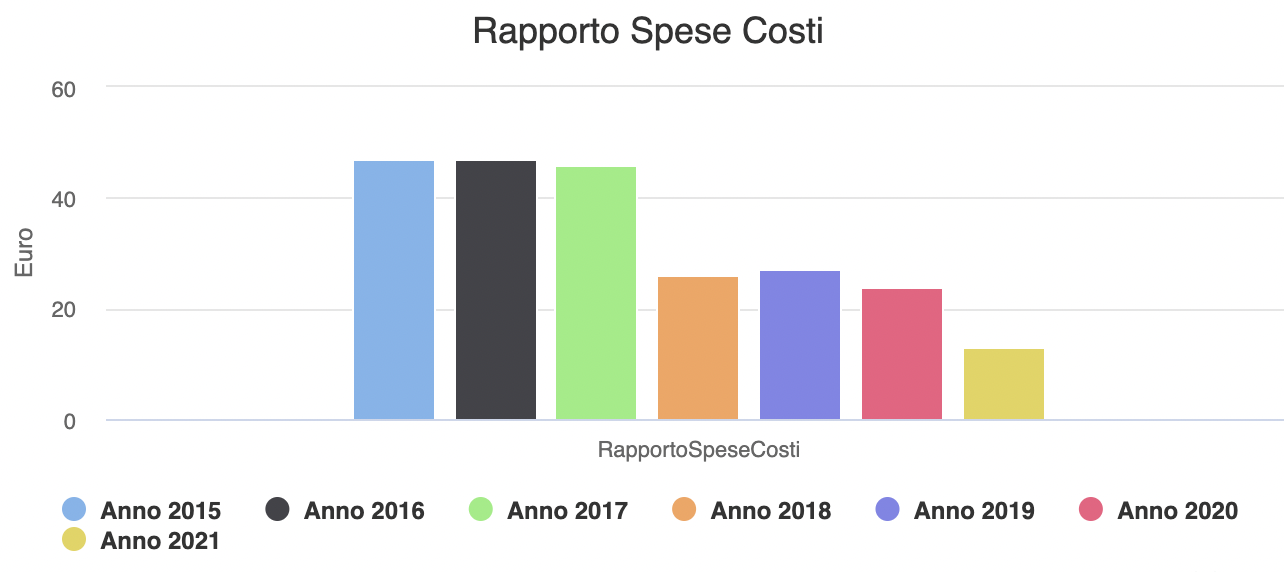 Rapporto Spese Costi
60
40
20
0
Euro
RapportoSpeseCosti
Anno 2015 Anno 2016 Anno 2017 Anno 2018 Anno 2019 Anno 2020
Anno 2021